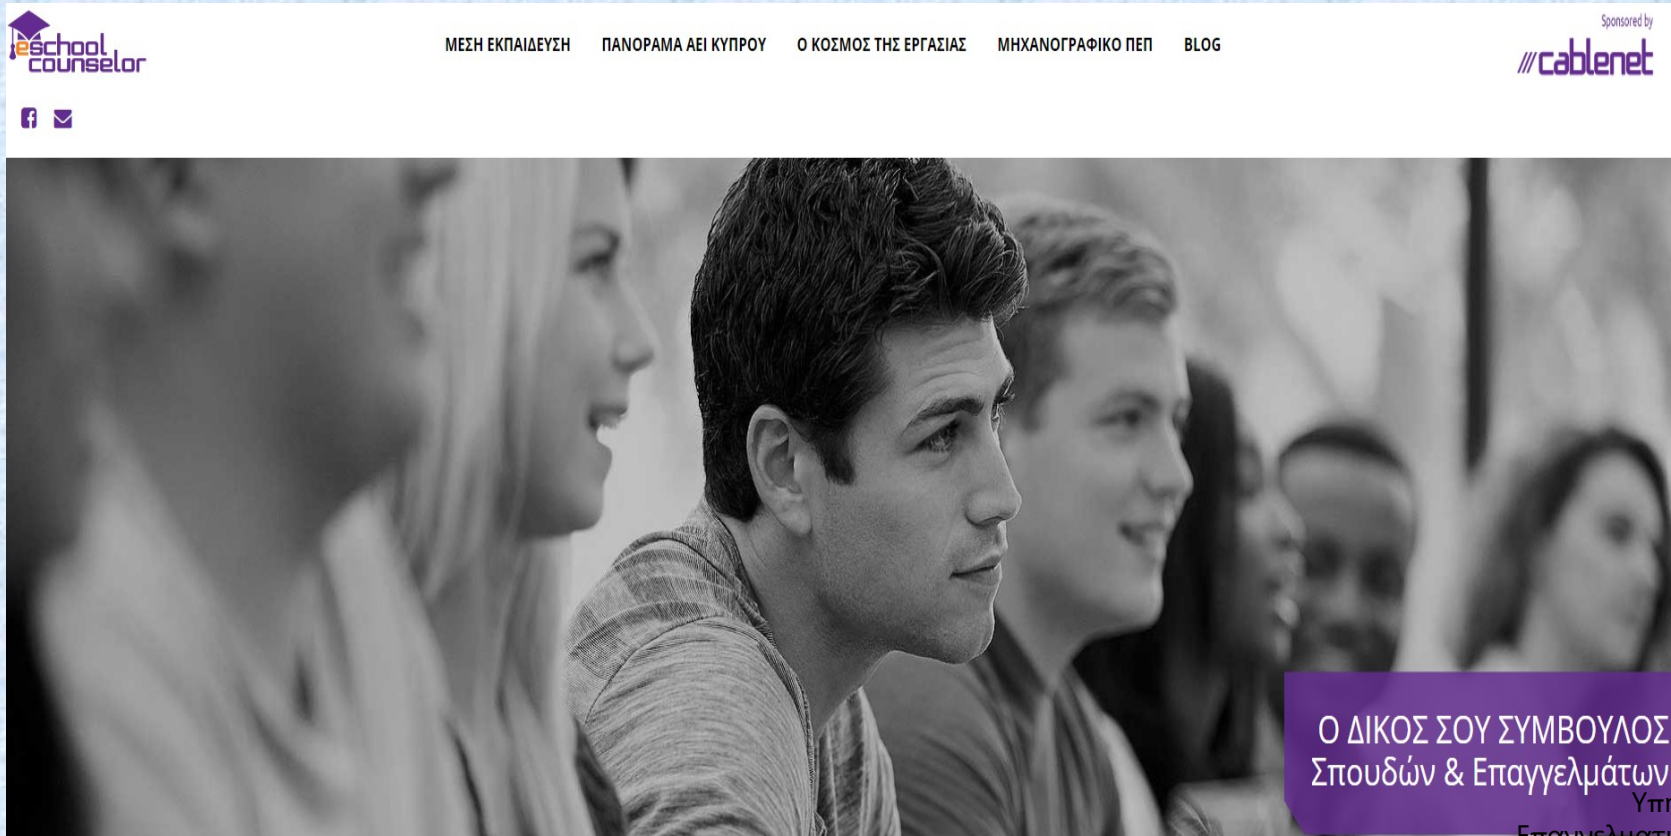 eschool
counselor
ΜΕΣΗ ΕΚΠΑΙΔΕΥΣΗ ΠΑΝΟΡΑΜΑ ΑΕΙ ΚΥΠΡΟΥ Ο ΚΟΣΜΟΣ ΤΗΣ ΕΡΓΑΣΙΑΣ ΜΗΧΑΝΟΓΡΑΦΙΚΟ ΠΕΠ BLOG
Sponsored by
cablenet
Ο ΔΙΚΟΣ ΣΟΥ ΣΥΜΒΟΥΛΟΣ
Σπουδών & Επαγγελμάτων